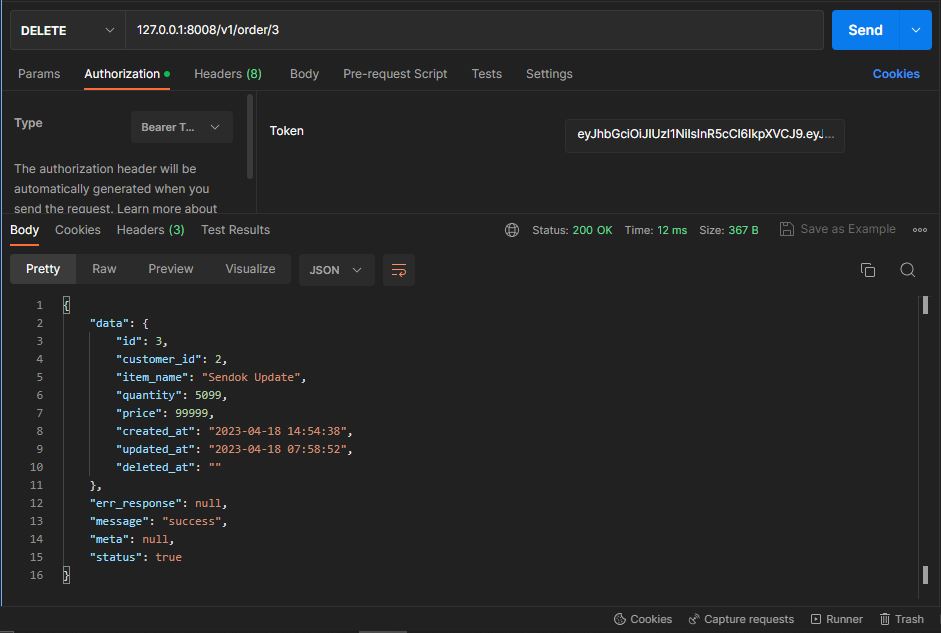 DELETE 127.0.0.1:8008/v1/order/3 Send
Params Authorization Headers (8) Body Pre-request Script Tests Settings Cookies
Type Bearer T... Token eyJhbGciOiJIUzI1NiIsInR5cCI6IkpXVCJ9.eyJ...
The authorization header will be
automatically generated when you
send the request. Learn more about
Body Cookies Headers (3) Test Results Status: 200 OK Time: 12 ms Size: 367 B Save as Example
Pretty Raw Preview Visualize JSON
1 {
2 "data": {
3 "id": 3,
4 "customer_id": 2,
5 "item_name": "Sendok Update",
6 "quantity": 5099,
7 "price": 99999,
8 "created_at": "2023-04-18 14:54:38",
9 "updated_at": "2023-04-18 07:58:52",
10 "deleted_at": ""
11 },
12 "err_response": null,
13 "message": "success",
14 "meta": null,
15 "status": true
16 }
Cookies Capture requests Runner Trash